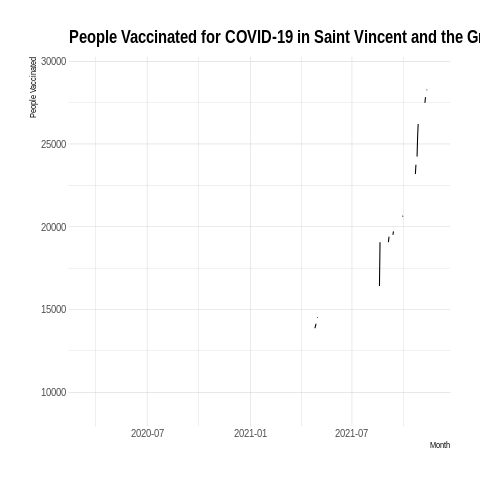 People Vaccinated for COVID-19 in Saint Vincent and the Gr
People Vaccinated
30000
25000
20000
15000
10000
2020-07 2021-01 2021-07
Month